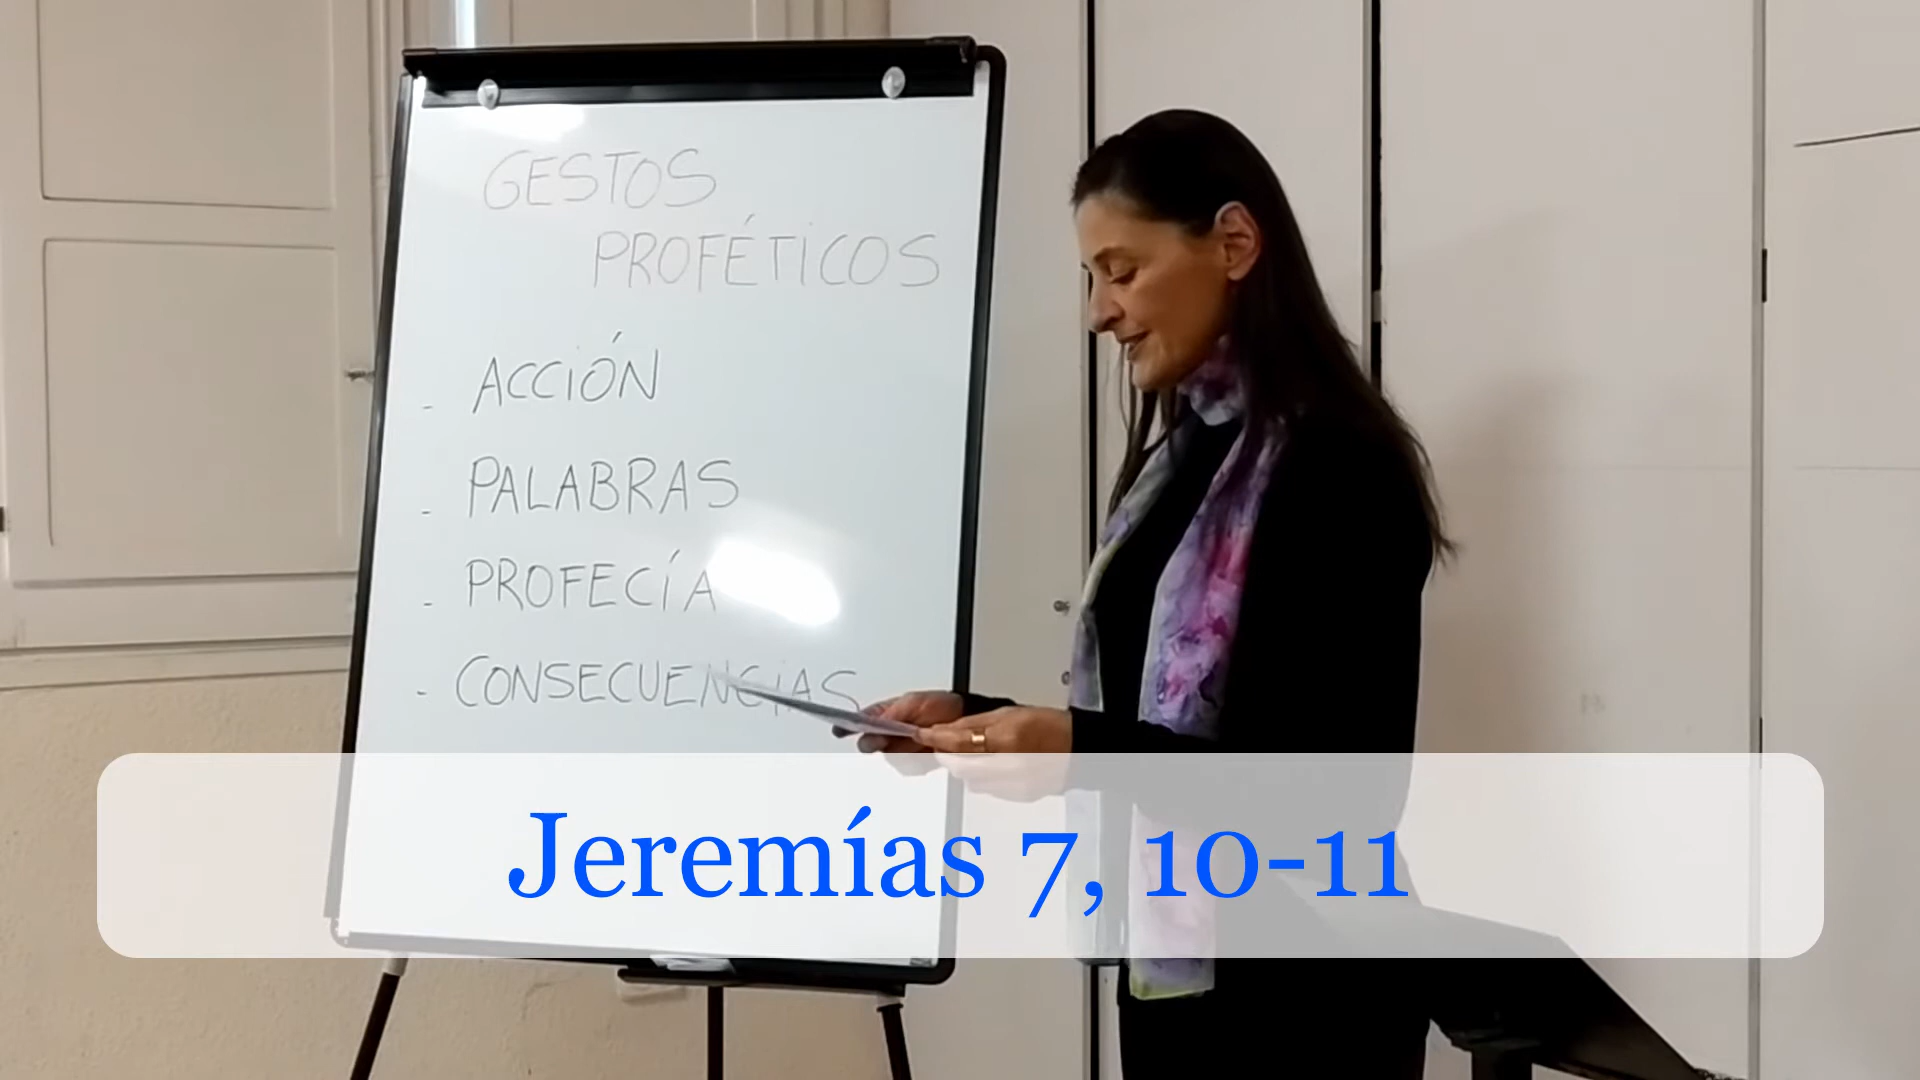 GESTOS
PROFÉTICOS
- ACCIÓN
- PALABRAS
- PROFECÍA
- CONSECUENCIAS
Jeremías 7, 10-11